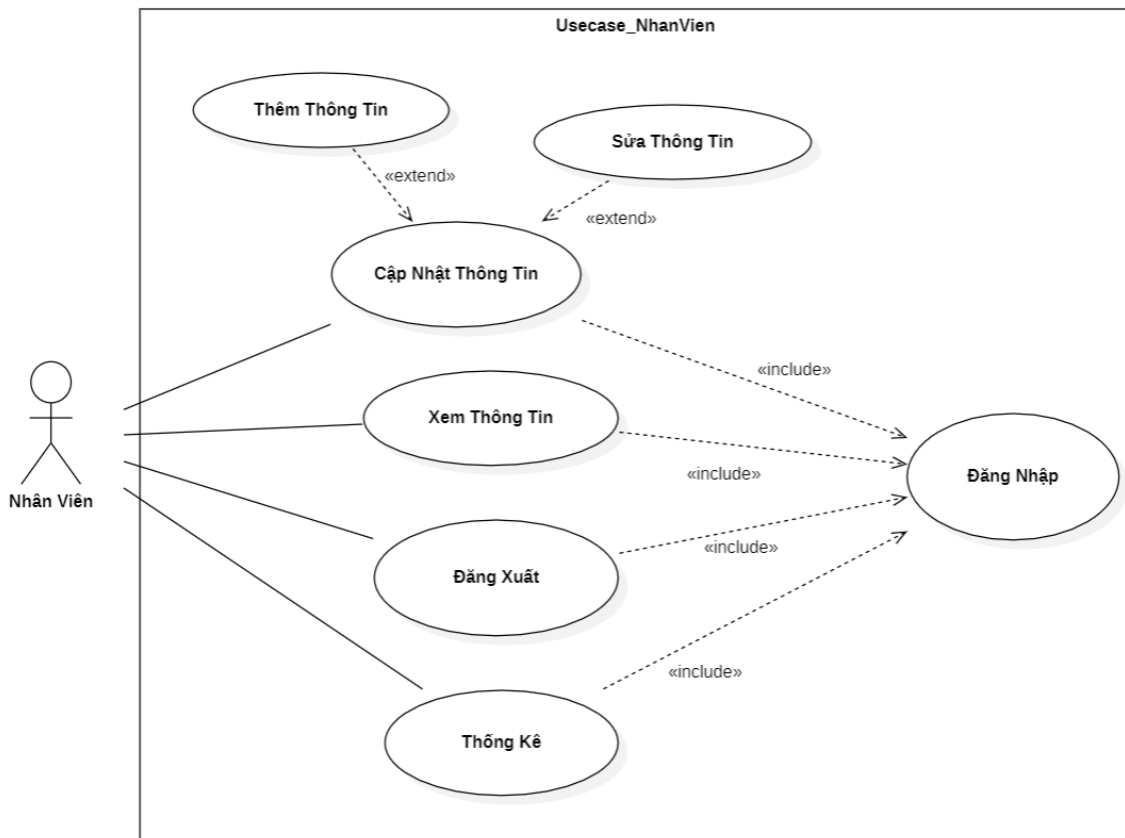 Usecase_NhanVien
Thêm Thông Tin
Sửa Thông Tin
«extend»
«extend»
Cập Nhật Thông Tin
«include»
Xem Thông Tin
«include»
Đăng Nhập
Nhân Viên
«include»
Đăng Xuất
«include»
Thống Kê